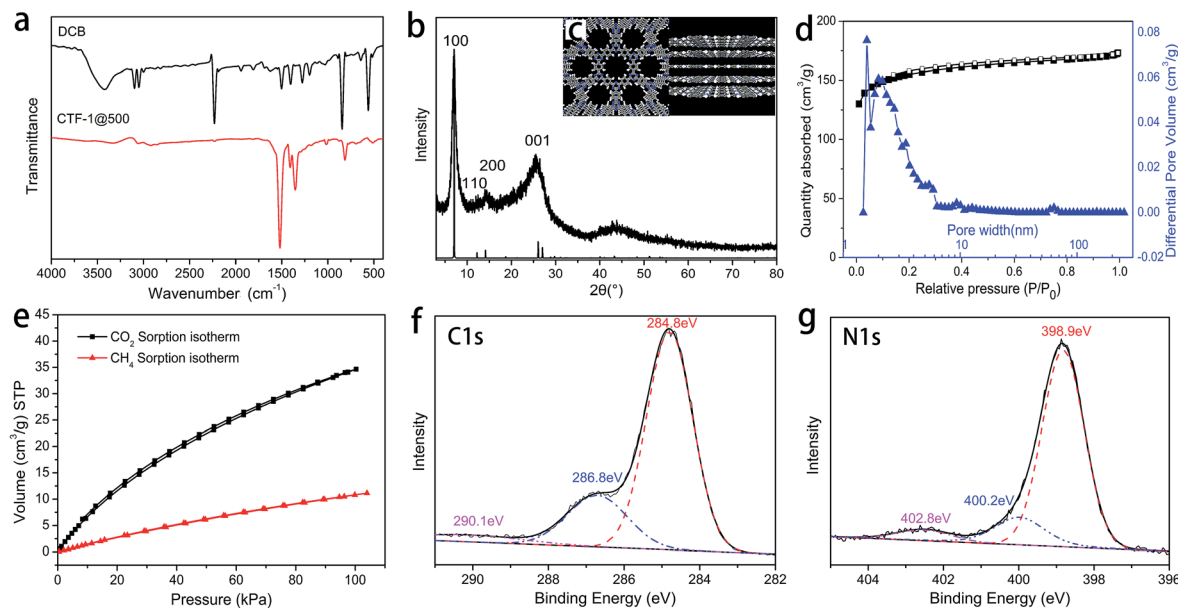 a
DCB
CTF-1@500
Transmittance
4000 3500 3000 2500 2000 1500 1000 500
Wavenumber (cm-1)
b
c
100
110
200
001
Intensity
0 10 20 30 40 50 60 70 80
2θ(°)
d
Quantity absorbed (cm3/g)
200
150
100
50
0
Differential Pore Volume (cm3/g)
0.08
0.06
0.04
0.02
0.00
-0.02
1 10 100
Pore width(nm)
0.0 0.2 0.4 0.6 0.8 1.0
Relative pressure (P/P0)
e
CO2 Sorption isotherm
CH4 Sorption isotherm
Volume (cm3/g) STP
45
40
35
30
25
20
15
10
5
0
0 20 40 60 80 100
Pressure (kPa)
f
C1s
284.8eV
286.8eV
290.1eV
Intensity
290 288 286 284 282
Binding Energy (eV)
g
N1s
398.9eV
400.2eV
402.8eV
Intensity
404 402 400 398 396
Binding Energy (eV)